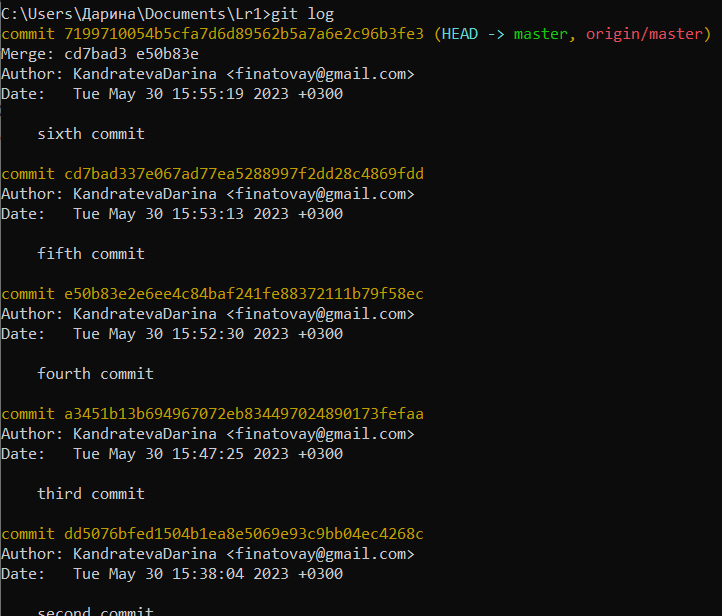 C:\Users\Дарина\Documents\Lr1>git log
commit 7199710054b5cfa7d6d89562b5a7a6e2c96b3fe3 (HEAD -> master, origin/master)
Merge: cd7bad3 e50b83e
Author: KandratevaDarina <finatovay@gmail.com>
Date:   Tue May 30 15:55:19 2023 +0300
    sixth commit
commit cd7bad337e067ad77ea5288997f2dd28c4869fdd
Author: KandratevaDarina <finatovay@gmail.com>
Date:   Tue May 30 15:53:13 2023 +0300
    fifth commit
commit e50b83e2e6ee4c84baf241fe88372111b79f58ec
Author: KandratevaDarina <finatovay@gmail.com>
Date:   Tue May 30 15:52:30 2023 +0300
    fourth commit
commit a3451b13b694967072eb834497024890173fefaa
Author: KandratevaDarina <finatovay@gmail.com>
Date:   Tue May 30 15:47:25 2023 +0300
    third commit
commit dd5076bfed1504b1ea8e5069e93c9bb04ec4268c
Author: KandratevaDarina <finatovay@gmail.com>
Date:   Tue May 30 15:38:04 2023 +0300
    second commit